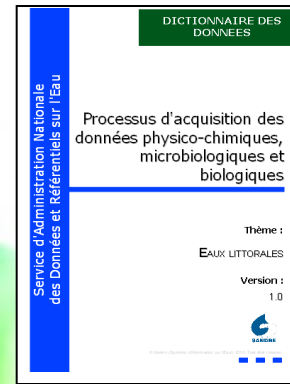 DICTIONNAIRE DES
DONNEES
Service d'Administration Nationale
des Données et Référentiels sur l'Eau
Processus d'acquisition des
données physico-chimiques,
microbiologiques et
biologiques
Thème :
EAUX LITTORALES
Version :
1.0
SANDRE